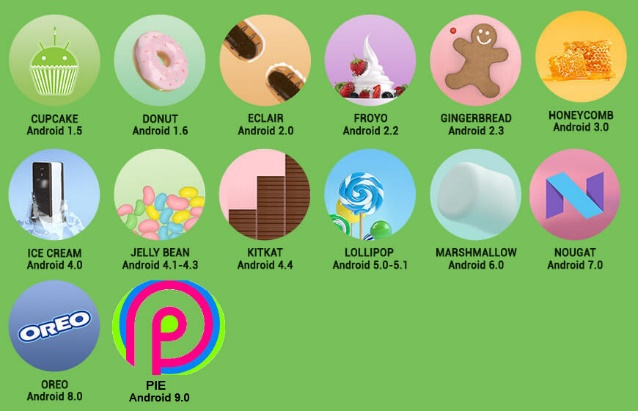 CUPCAKE
Android 1.5
DONUT
Android 1.6
ECLAIR
Android 2.0
FROYO
Android 2.2
GINGERBREAD
Android 2.3
HONEYCOMB
Android 3.0
ICE CREAM
Android 4.0
JELLY BEAN
Android 4.1-4.3
KITKAT
Android 4.4
LOLLIPOP
Android 5.0-5.1
MARSHMALLOW
Android 6.0
NOUGAT
Android 7.0
OREO
OREO
Android 8.0
PIE
Android 9.0